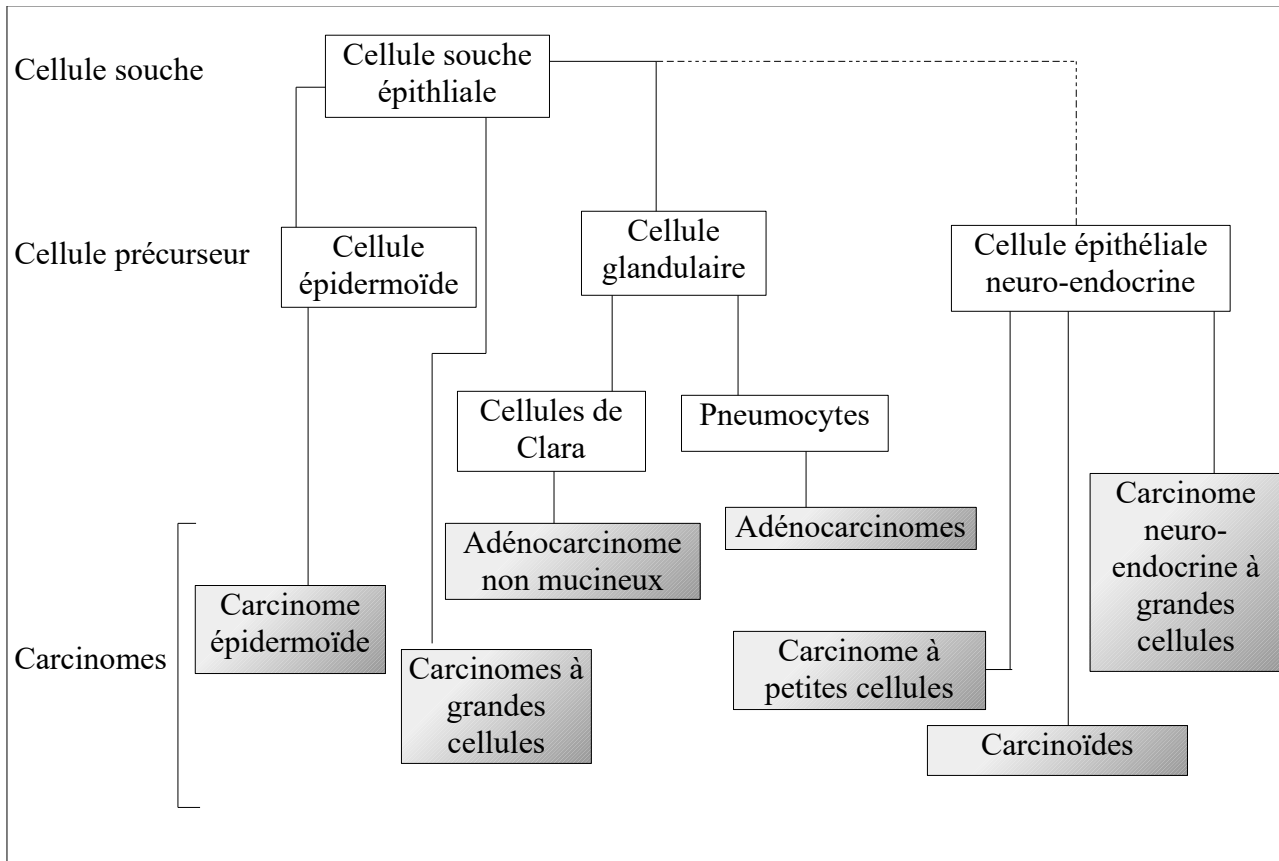 Cellule souche
Cellule souche
épithliale
Cellule précurseur
Cellule
épidermoïde
Cellule
glandulaire
Cellule épithéliale
neuro-endocrine
Cellules de
Clara
Pneumocytes
Carcinomes
Carcinome
épidermoïde
Carcinomes à
grandes
cellules
Adénocarcinome
non mucineux
Adénocarcinomes
Carcinome à
petites cellules
Carcinoïdes
Carcinome
neuro-
endocrine à
grandes
cellules